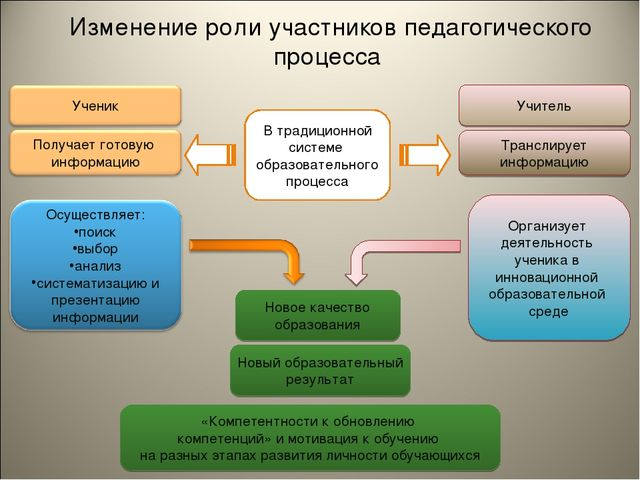 Изменение роли участников педагогического
процесса
Ученик
Учитель
Получает готовую
информацию
В традиционной
системе
образовательного
процесса
Транслирует
информацию
Осуществляет:
•поиск
•выбор
•анализ
•систематизацию и
презентацию
информации
Организует
деятельность
ученика в
инновационной
образовательной
среде
Новое качество
образования
Новый образовательный
результат
«Компетентности к обновлению
компетенций» и мотивация к обучению
на разных этапах развития личности обучающихся